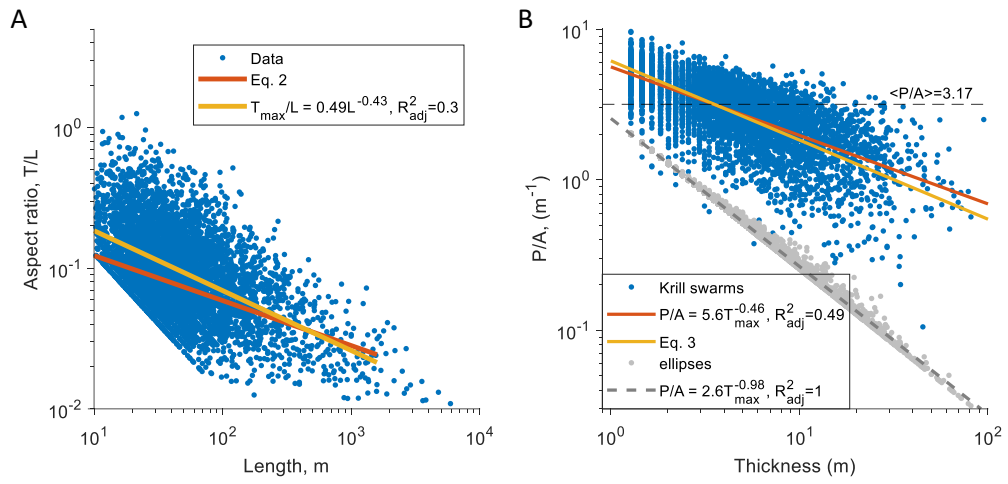 A
Data
Eq. 2
T_max/L = 0.49L^-0.43, R^2_adj=0.3
10^0
10^-1
10^-2
Aspect ratio, T/L
10^1
10^2
10^3
10^4
Length, m
B
<P/A>=3.17
10^1
10^0
10^-1
P/A, (m^-1)
Krill swarms
P/A = 5.6T_max^-0.46, R^2_adj=0.49
Eq. 3
ellipses
P/A = 2.6T_max^-0.98, R^2_adj=1
10^0
10^1
10^2
Thickness (m)